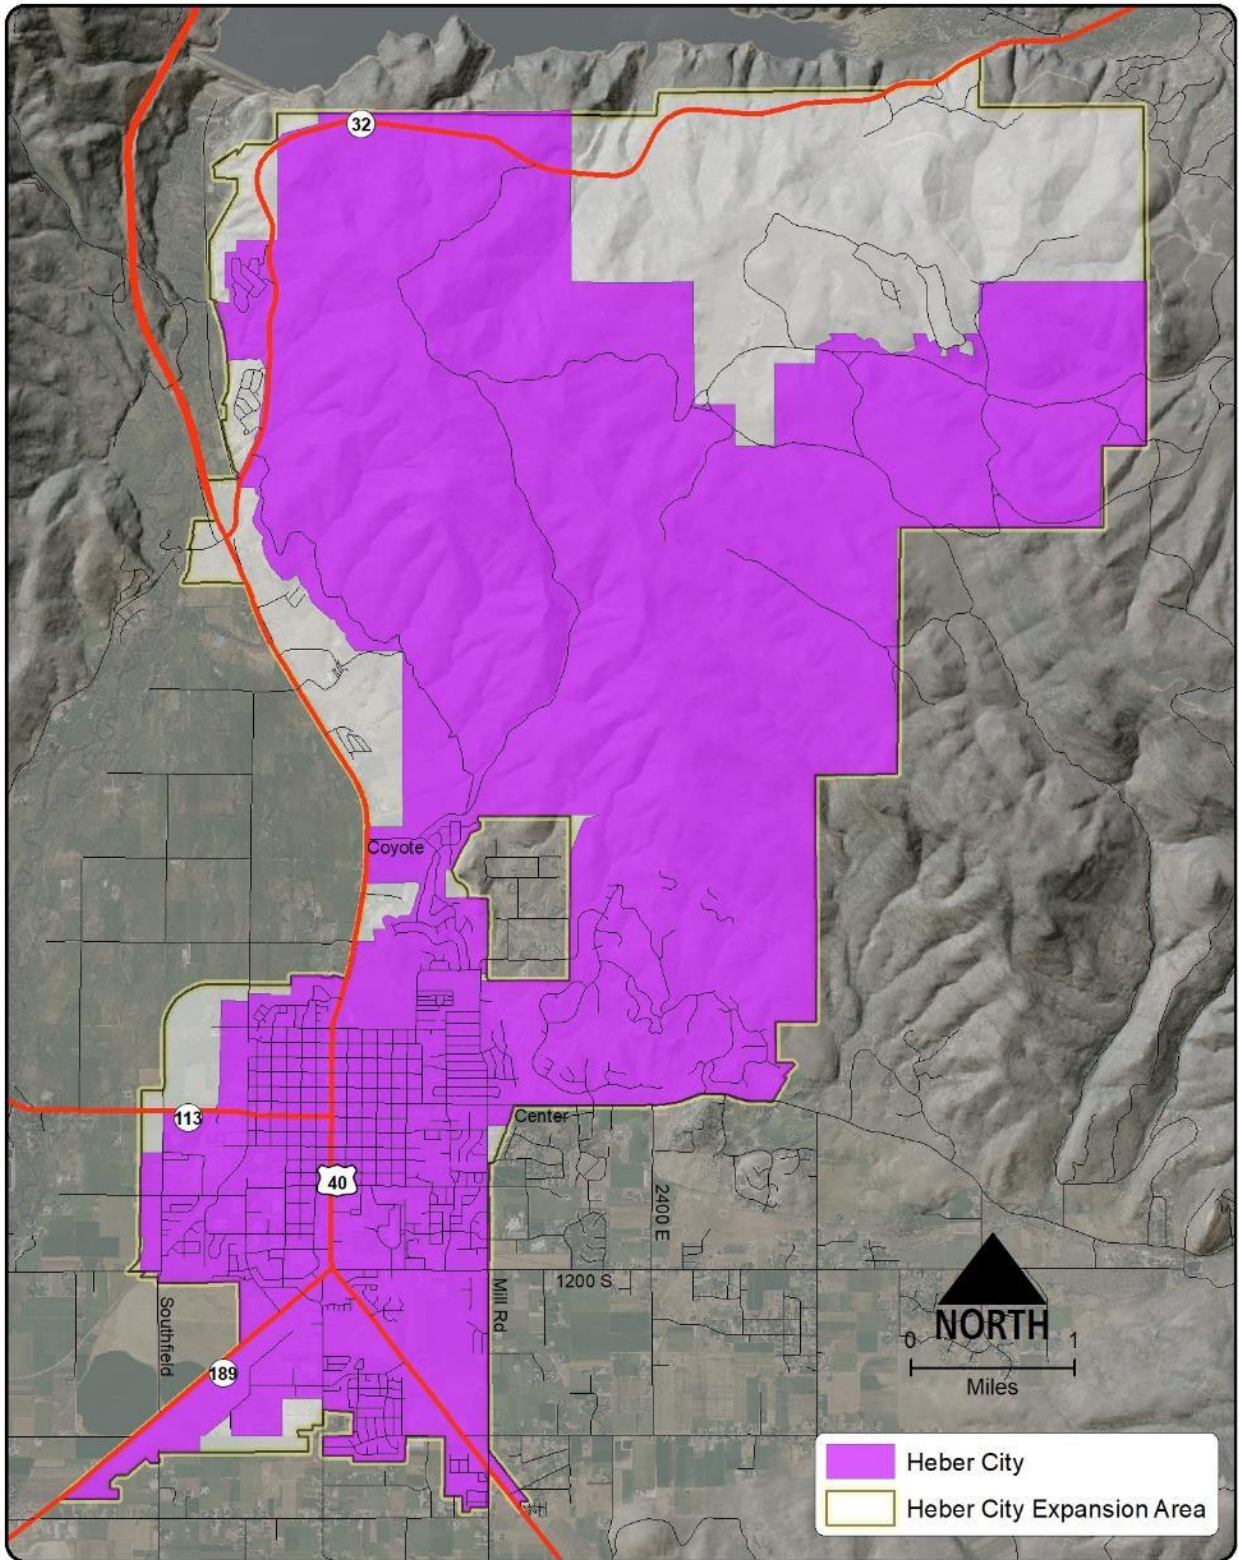 32
Coyote
113
Center
40
2400 E
1200 S
Mill Rd
Southfield
189
NORTH
0 1
Miles
Heber City
Heber City Expansion Area